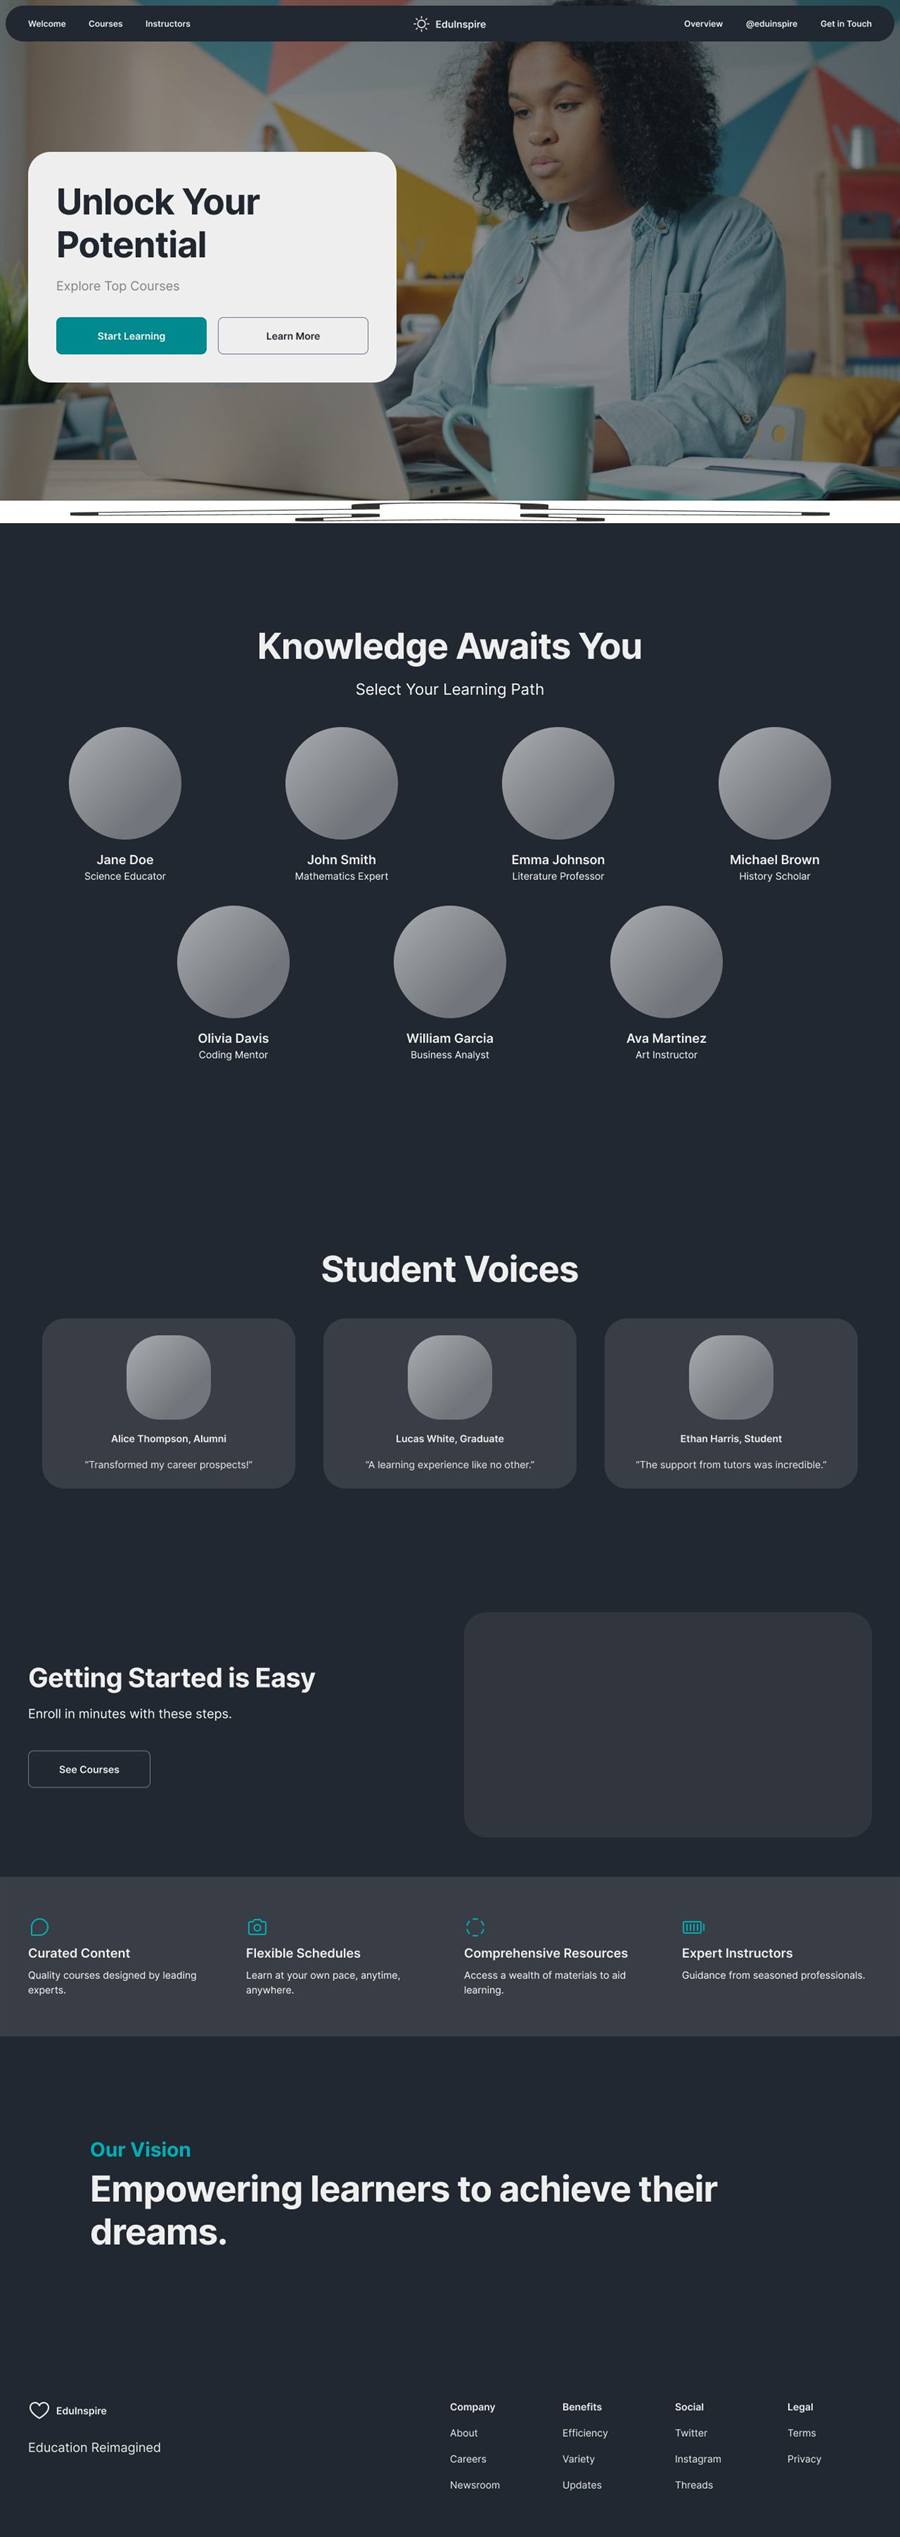 Welcome
Courses
Instructors
EduInspire
Overview
@eduinspire
Get in Touch
Unlock Your
Potential
Explore Top Courses
Start Learning
Learn More
Knowledge Awaits You
Select Your Learning Path
Jane Doe
Science Educator
John Smith
Mathematics Expert
Emma Johnson
Literature Professor
Michael Brown
History Scholar
Olivia Davis
Coding Mentor
William Garcia
Business Analyst
Ava Martinez
Art Instructor
Student Voices
Alice Thompson, Alumni
“Transformed my career prospects!”
Lucas White, Graduate
“A learning experience like no other.”
Ethan Harris, Student
“The support from tutors was incredible.”
Getting Started is Easy
Enroll in minutes with these steps.
See Courses
Curated Content
Quality courses designed by leading
experts.
Flexible Schedules
Learn at your own pace, anytime,
anywhere.
Comprehensive Resources
Access a wealth of materials to aid
learning.
Expert Instructors
Guidance from seasoned professionals.
Our Vision
Empowering learners to achieve their
dreams.
EduInspire
Education Reimagined
Company
About
Careers
Newsroom
Benefits
Efficiency
Variety
Updates
Social
Twitter
Instagram
Threads
Legal
Terms
Privacy